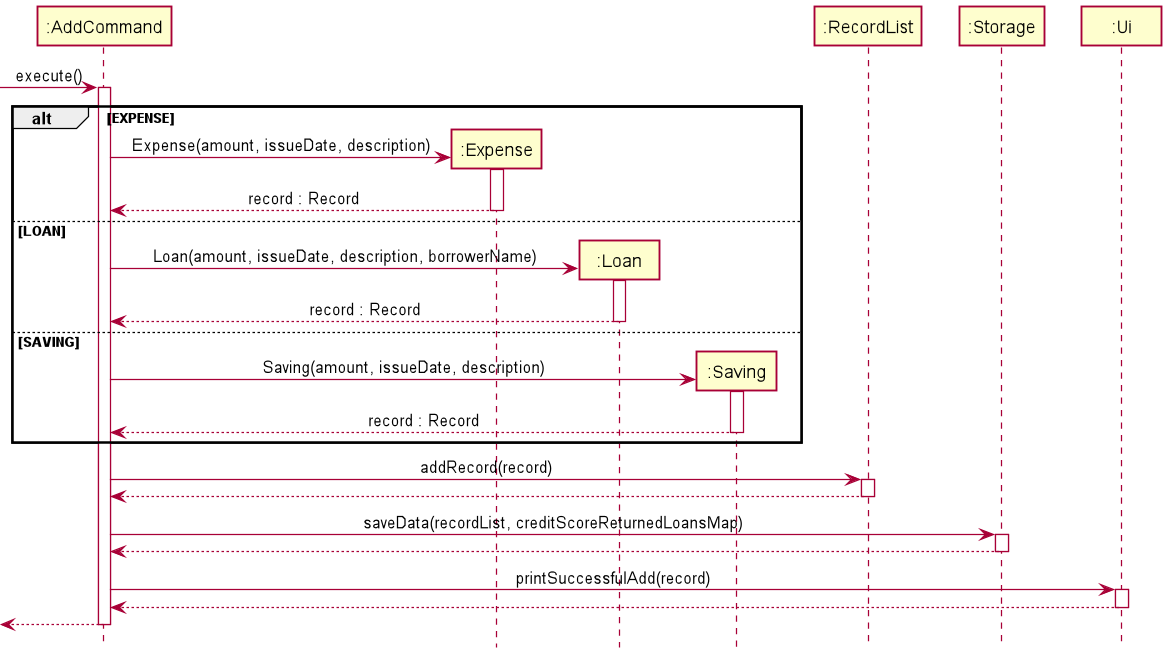 :AddCommand
:RecordList
:Storage
:Ui
execute()
alt
[EXPENSE]
Expense(amount, issueDate, description)
:Expense
record : Record
[LOAN]
Loan(amount, issueDate, description, borrowerName)
:Loan
record : Record
[SAVING]
Saving(amount, issueDate, description)
:Saving
record : Record
addRecord(record)
saveData(recordList, creditScoreReturnedLoansMap)
printSuccessfulAdd(record)